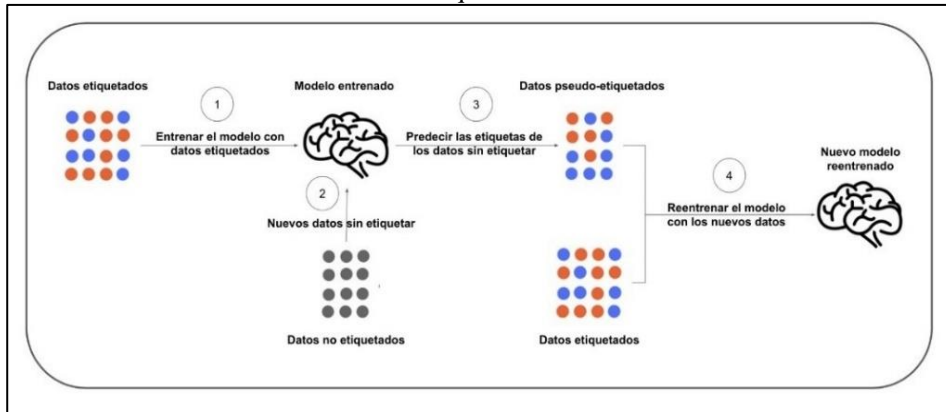 Datos etiquetados
1
Entrenar el modelo con
datos etiquetados
Modelo entrenado
2
Nuevos datos sin etiquetar
Datos no etiquetados
3
Predecir las etiquetas de
los datos sin etiquetar
Datos pseudo-etiquetados
Datos etiquetados
4
Reentrenar el modelo
con los nuevos datos
Nuevo modelo
reentrenado